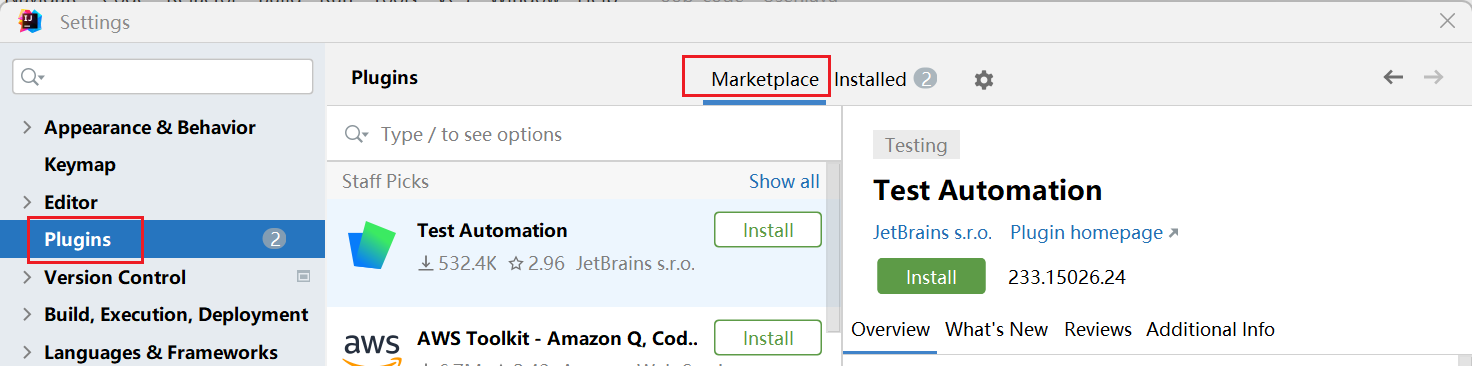 Settings
Plugins
Marketplace
Installed 2
Type / to see options
Appearance & Behavior
Keymap
Editor
Plugins 2
Version Control
Build, Execution, Deployment
Languages & Frameworks
Staff Picks
Show all
Test Automation
Install
532.4K 2.96 JetBrains s.r.o.
aws
AWS Toolkit - Amazon Q, Cod..
Install
Testing
Test Automation
JetBrains s.r.o. Plugin homepage
Install 233.15026.24
Overview What's New Reviews Additional Info